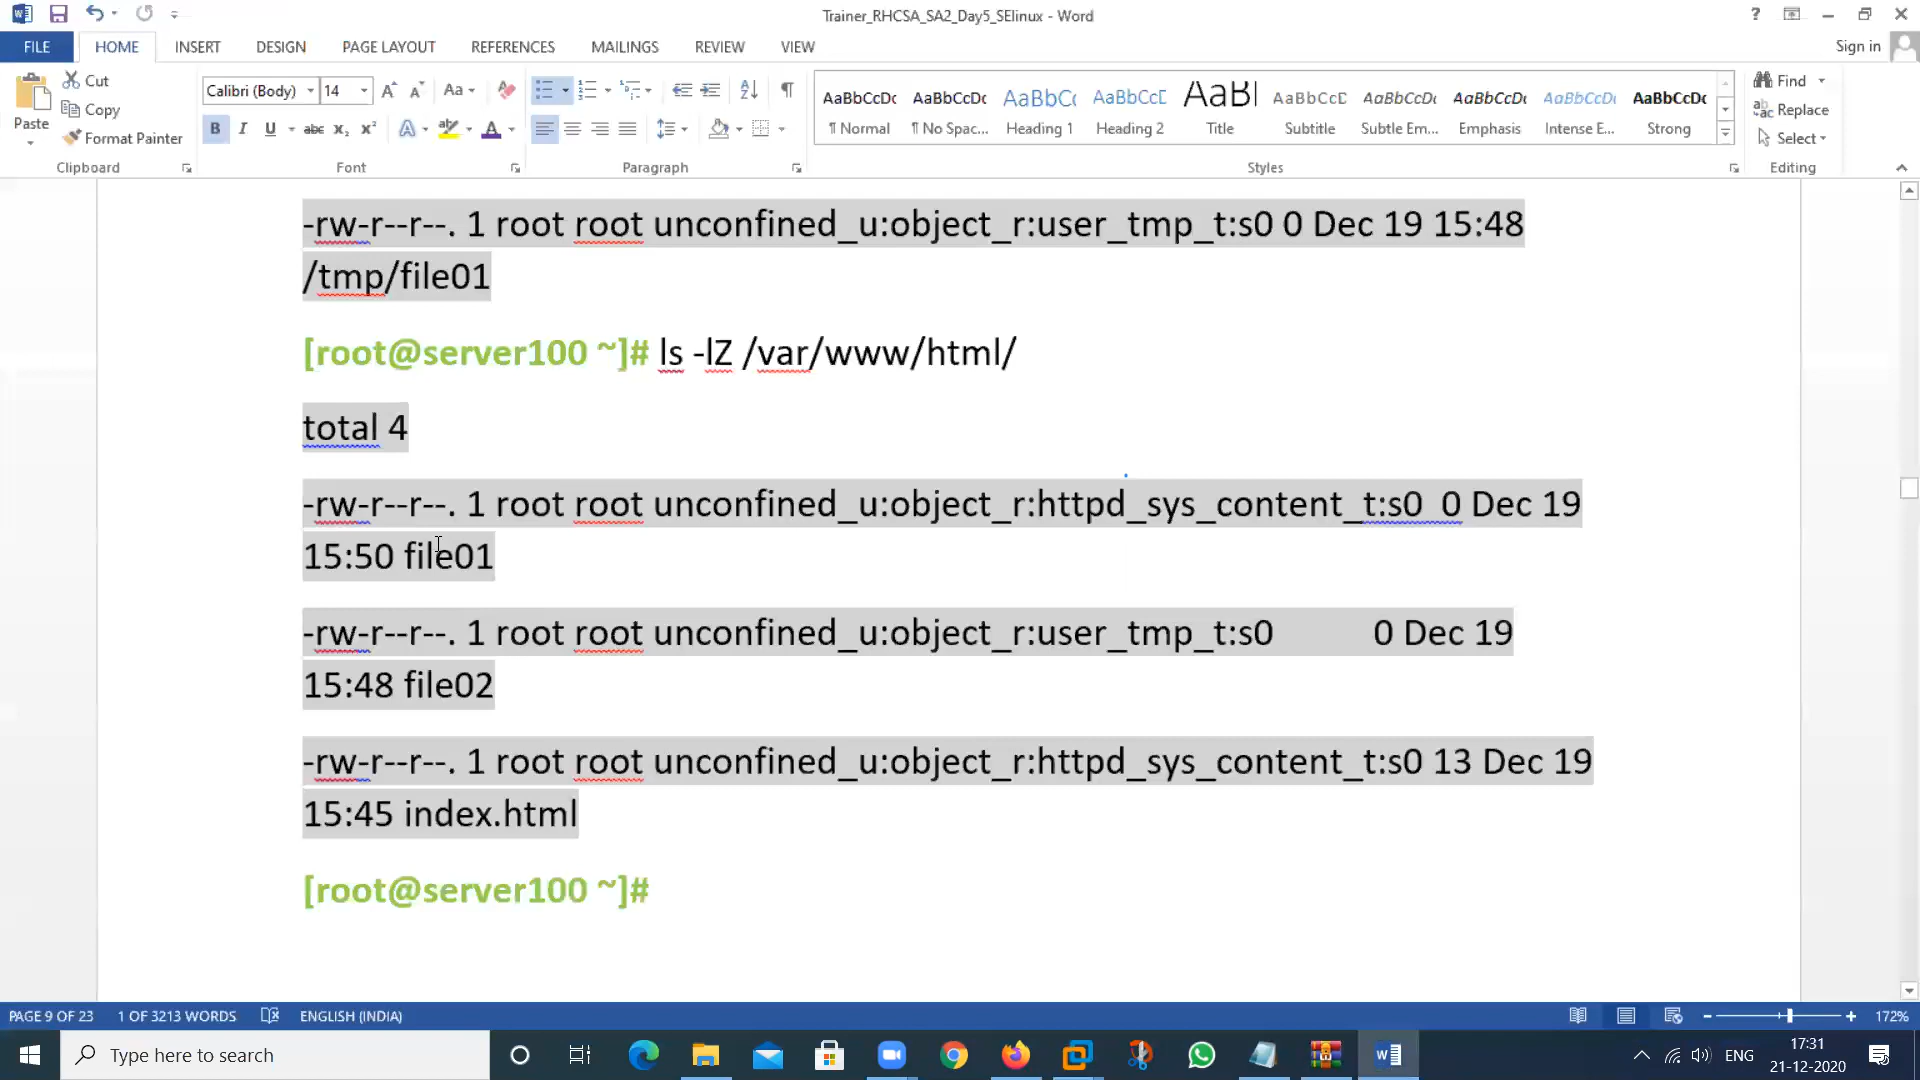 Trainer_RHCSA_SA2_Day5_SElinux - Word
FILE HOME INSERT DESIGN PAGE LAYOUT REFERENCES MAILINGS REVIEW VIEW Sign in
Cut
Copy
Format Painter
Paste
Clipboard
Calibri (Body) 14
Font
Paragraph
AaBbCcDc AaBbCcDc AaBbCc AaBbCcD AaBl AaBbCcD AaBbCcDc AaBbCcDc AaBbCcDc AaBbCcDc
¶ Normal ¶ No Spac... Heading 1 Heading 2 Title Subtitle Subtle Em... Emphasis Intense E... Strong
Styles
Find
Replace
Select
Editing
-rw-r--r--. 1 root root unconfined_u:object_r:user_tmp_t:s0 0 Dec 19 15:48
/tmp/file01
[root@server100 ~]# ls -lZ /var/www/html/
total 4
-rw-r--r--. 1 root root unconfined_u:object_r:httpd_sys_content_t:s0 0 Dec 19
15:50 file01
-rw-r--r--. 1 root root unconfined_u:object_r:user_tmp_t:s0 0 Dec 19
15:48 file02
-rw-r--r--. 1 root root unconfined_u:object_r:httpd_sys_content_t:s0 13 Dec 19
15:45 index.html
[root@server100 ~]#
PAGE 9 OF 23 1 OF 3213 WORDS ENGLISH (INDIA) 172%
Type here to search
ENG
17:31
21-12-2020